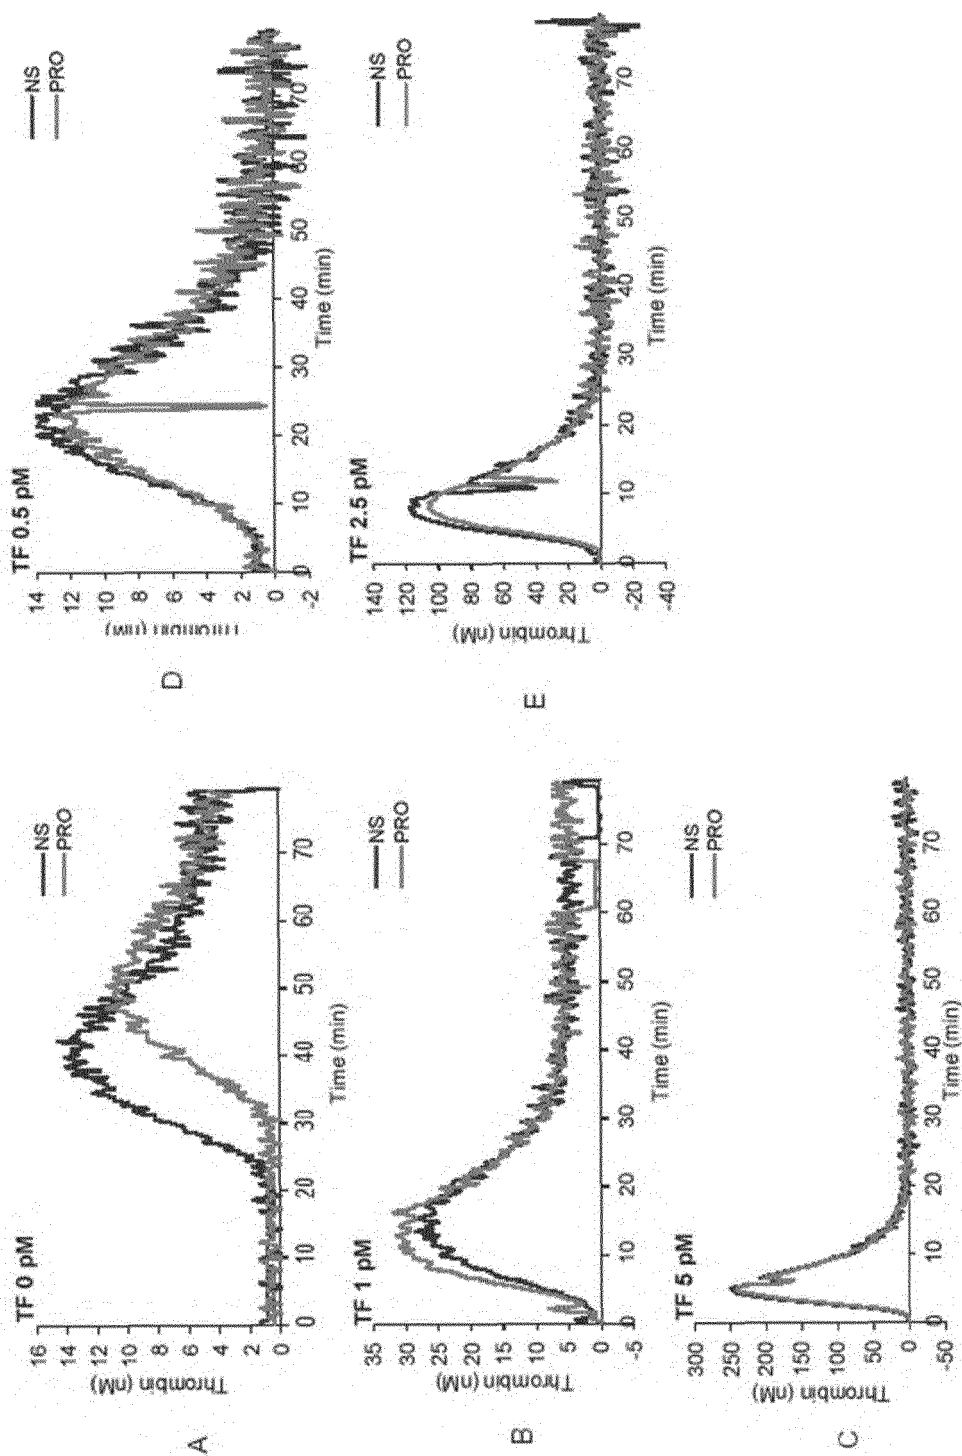 A
TF 0 pM
NS
PRO
Thrombin (nM)
16
14
12
10
8
6
4
2
0
0
10
20
30
40
50
60
70
Time (min)
B
TF 1 pM
NS
PRO
Thrombin (nM)
35
30
25
20
15
10
5
0
-5
0
10
20
30
40
50
60
70
Time (min)
C
TF 5 pM
NS
PRO
Thrombin (nM)
300
250
200
150
100
50
0
-50
0
10
20
30
40
50
60
70
Time (min)
D
TF 0.5 pM
NS
PRO
14
12
10
8
6
4
2
0
-2
0
10
20
30
40
50
60
70
Time (min)
E
TF 2.5 pM
NS
PRO
Thrombin (nM)
140
120
100
80
60
40
20
0
-20
-40
0
10
20
30
40
50
60
70
Time (min)